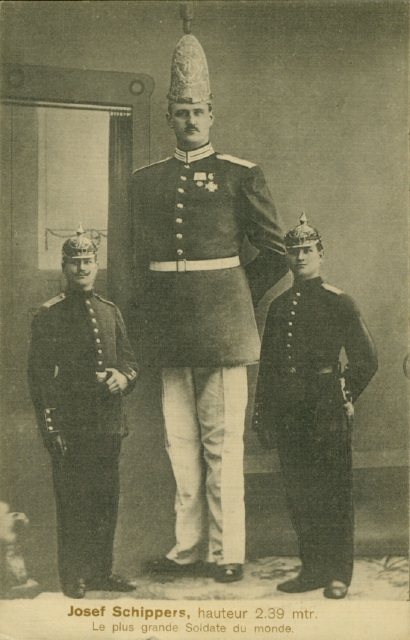 Josef Schippers, hauteur 2.39 mtr.
Le plus grande Soldate du monde.